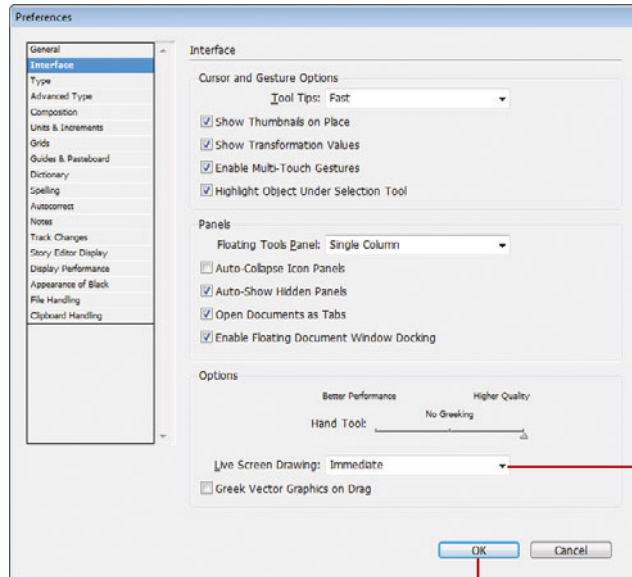 Preferences
General
Interface
Type
Advanced Type
Composition
Units & Increments
Grids
Guides & Pasteboard
Dictionary
Spelling
Autocorrect
Notes
Track Changes
Story Editor Display
Display Performance
Appearance of Black
File Handling
Clipboard Handling
Interface
Cursor and Gesture Options
Tool Tips: Fast
Show Thumbnails on Place
Show Transformation Values
Enable Multi-Touch Gestures
Highlight Object Under Selection Tool
Panels
Floating Tools Panel: Single Column
Auto-Collapse Icon Panels
Auto-Show Hidden Panels
Open Documents as Tabs
Enable Floating Document Window Docking
Options
Better Performance Higher Quality
No Greeking
Hand Tool:
Live Screen Drawing: Immediate
Greek Vector Graphics on Drag
OK Cancel